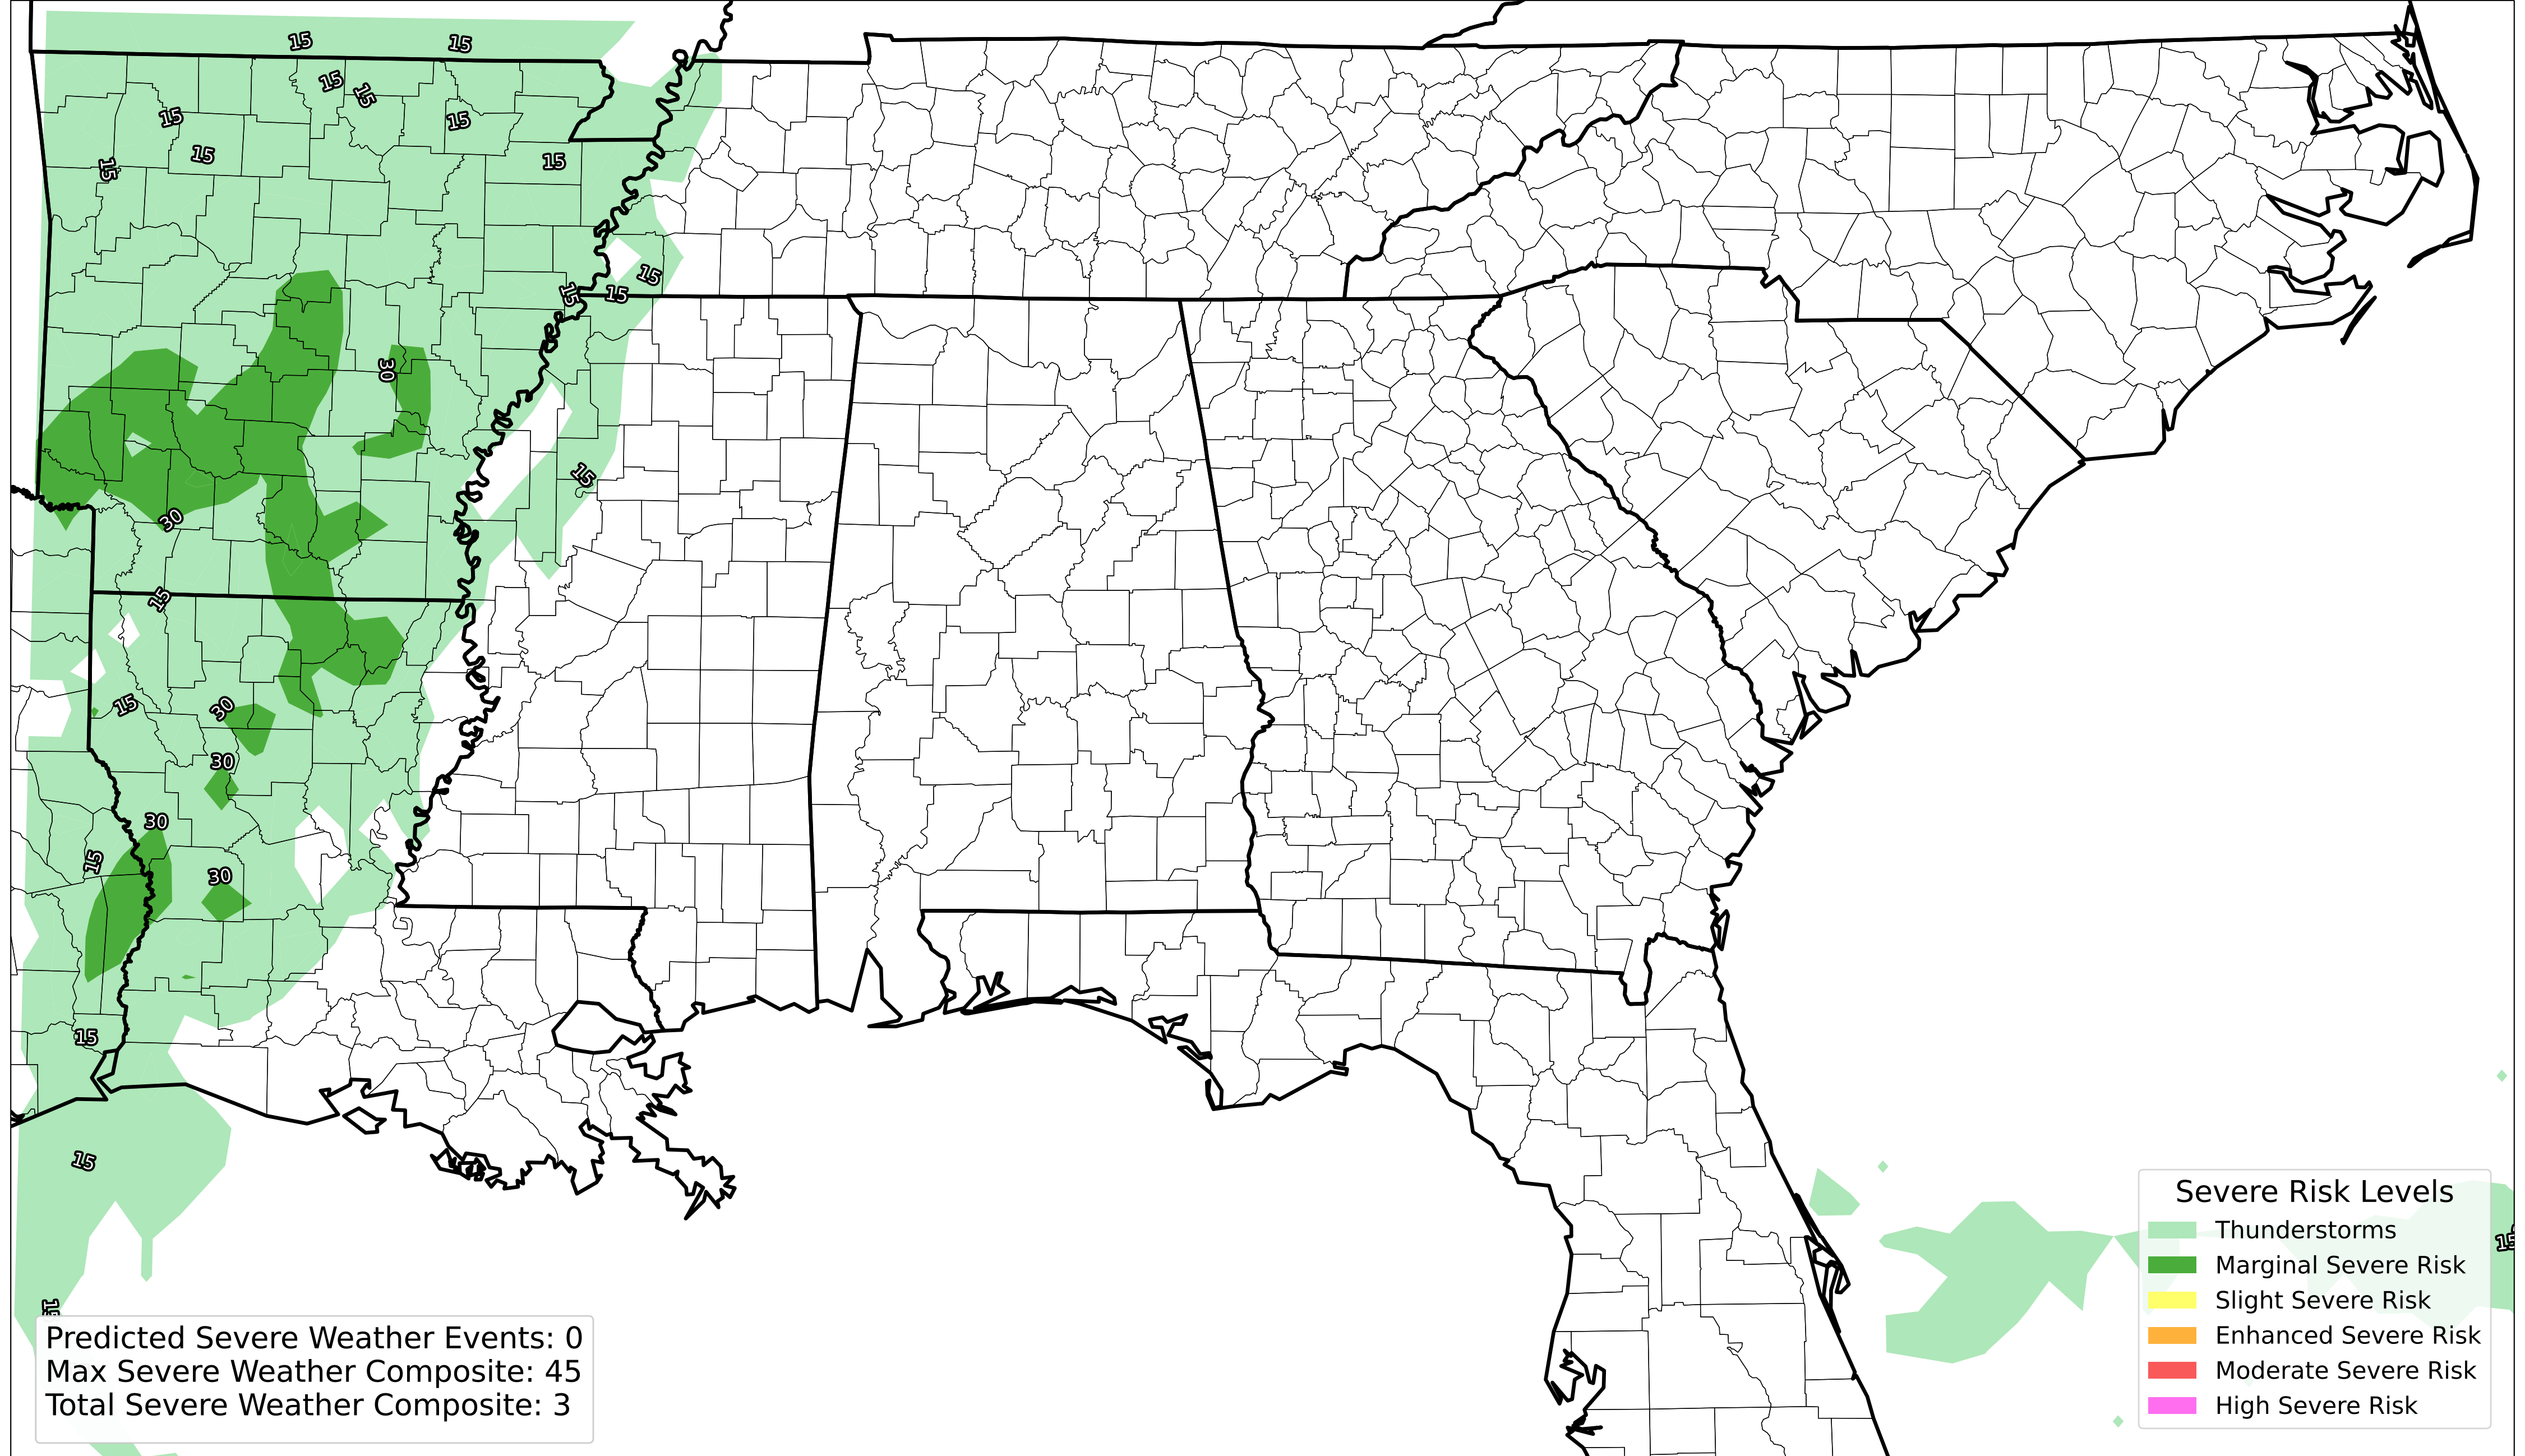 15 15
15 15
15 15
15
15 15
15
15 15
30
15
30
15
15 30
30
30
15 30
15
15
15
15
Severe Risk Levels
Thunderstorms
Marginal Severe Risk
Slight Severe Risk
Enhanced Severe Risk
Moderate Severe Risk
High Severe Risk
Predicted Severe Weather Events: 0
Max Severe Weather Composite: 45
Total Severe Weather Composite: 3